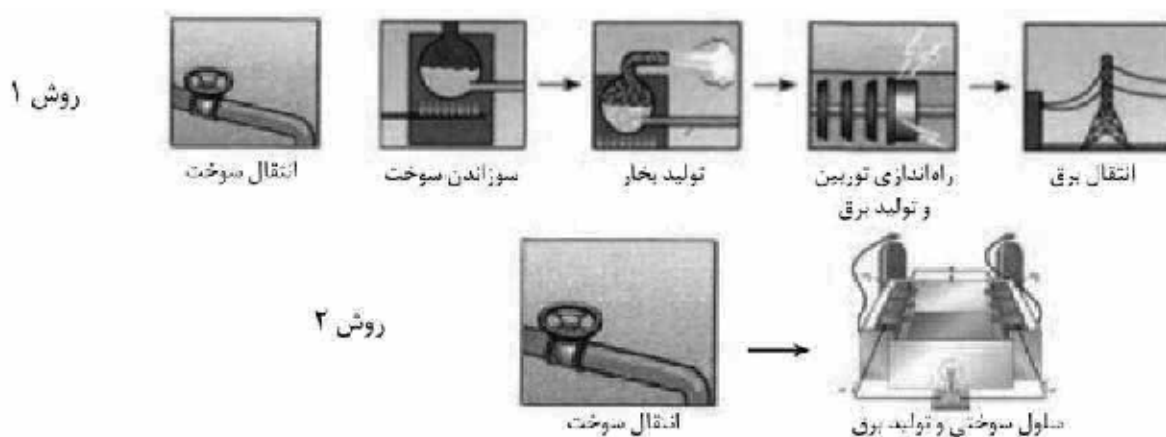 روش ۱
انتقال سوخت
سوزاندن سوخت
تولید بخار
راه‌اندازی توربین
و تولید برق
انتقال برق
روش ۲
انتقال سوخت
سلول سوختی و تولید برق